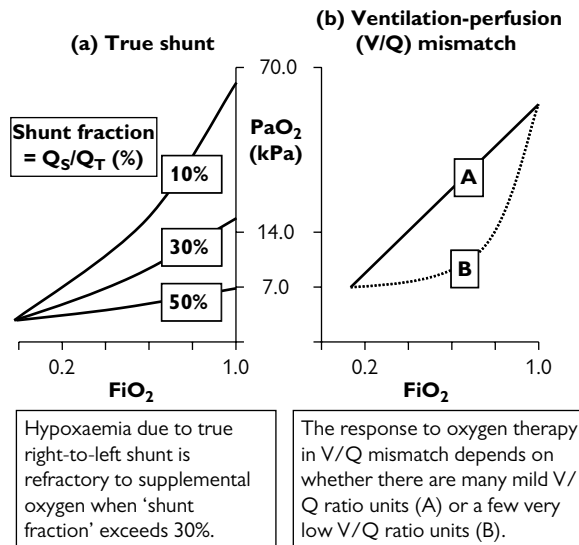 (a) True shunt
(b) Ventilation-perfusion
(V/Q) mismatch
Shunt fraction
= QS/QT (%)
PaO2
(kPa)
70.0
14.0
7.0
10%
30%
50%
A
B
0.2
1.0
FiO2
0.2
1.0
FiO2
Hypoxaemia due to true
right-to-left shunt is
refractory to supplemental
oxygen when ‘shunt
fraction’ exceeds 30%.
The response to oxygen therapy
in V/Q mismatch depends on
whether there are many mild V/
Q ratio units (A) or a few very
low V/Q ratio units (B).